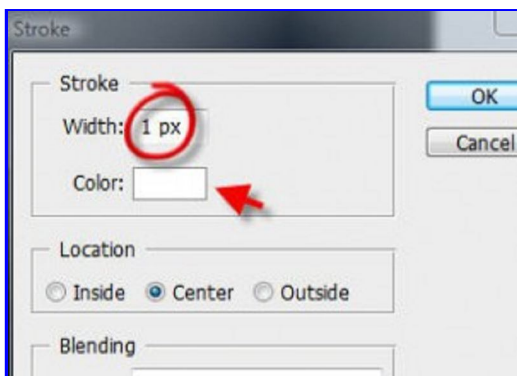 Stroke
Stroke
OK
Width: 1 px
Cancel
Color:
Location
Inside Center Outside
Blending